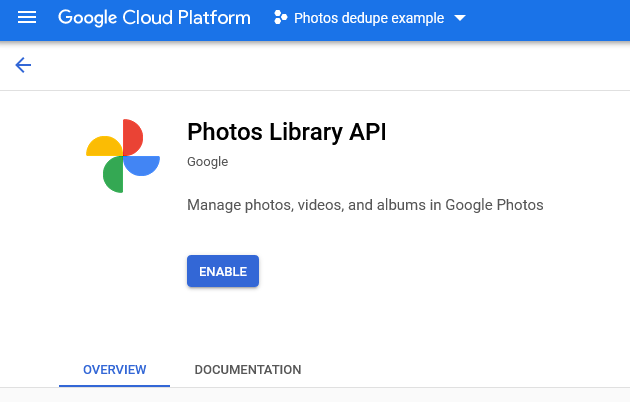 Google Cloud Platform Photos dedupe example
Photos Library API
Google
Manage photos, videos, and albums in Google Photos
ENABLE
OVERVIEW DOCUMENTATION